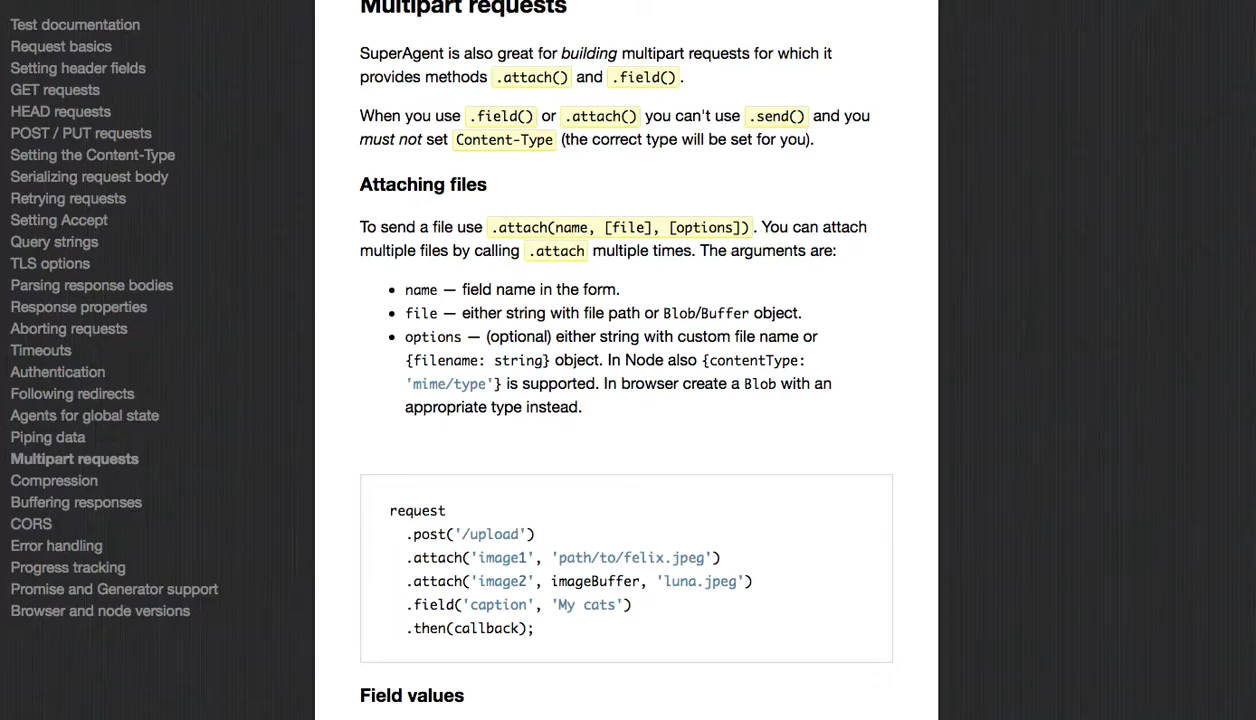 Test documentation
Request basics
Setting header fields
GET requests
HEAD requests
POST / PUT requests
Setting the Content-Type
Serializing request body
Retrying requests
Setting Accept
Query strings
TLS options
Parsing response bodies
Response properties
Aborting requests
Timeouts
Authentication
Following redirects
Agents for global state
Piping data
Multipart requests
Compression
Buffering responses
CORS
Error handling
Progress tracking
Promise and Generator support
Browser and node versions
Multipart requests
SuperAgent is also great for building multipart requests for which it
provides methods .attach() and .field().
When you use .field() or .attach() you can't use .send() and you
must not set Content-Type (the correct type will be set for you).
Attaching files
To send a file use .attach(name, [file], [options]). You can attach
multiple files by calling .attach multiple times. The arguments are:
• name — field name in the form.
• file — either string with file path or Blob/Buffer object.
• options — (optional) either string with custom file name or
{filename: string} object. In Node also {contentType:
'mime/type'} is supported. In browser create a Blob with an
appropriate type instead.
request
.post('/upload')
.attach('image1', 'path/to/felix.jpeg')
.attach('image2', imageBuffer, 'luna.jpeg')
.field('caption', 'My cats')
.then(callback);
Field values